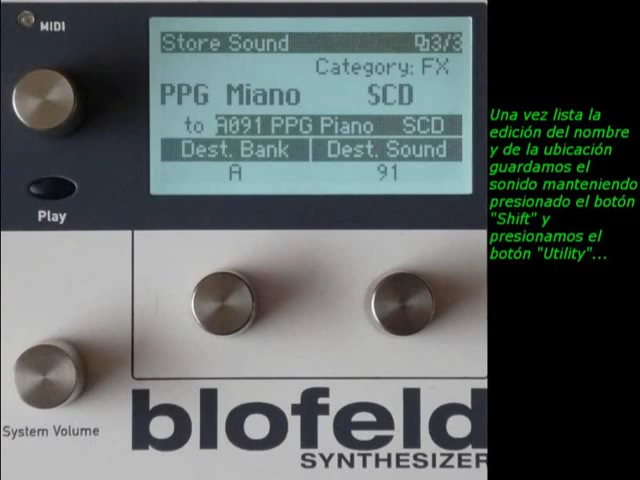 MIDI
Store Sound 3/3
Category: FX
PPG Miano SCD
to A091 PPG Piano SCD
Dest. Bank Dest. Sound
A 91
Play
System Volume
blofeld
SYNTHESIZER
Una vez lista la
edición del nombre
y de la ubicación
guardamos el
sonido manteniendo
presionado el botón
"Shift" y
presionamos el
botón "Utility"...